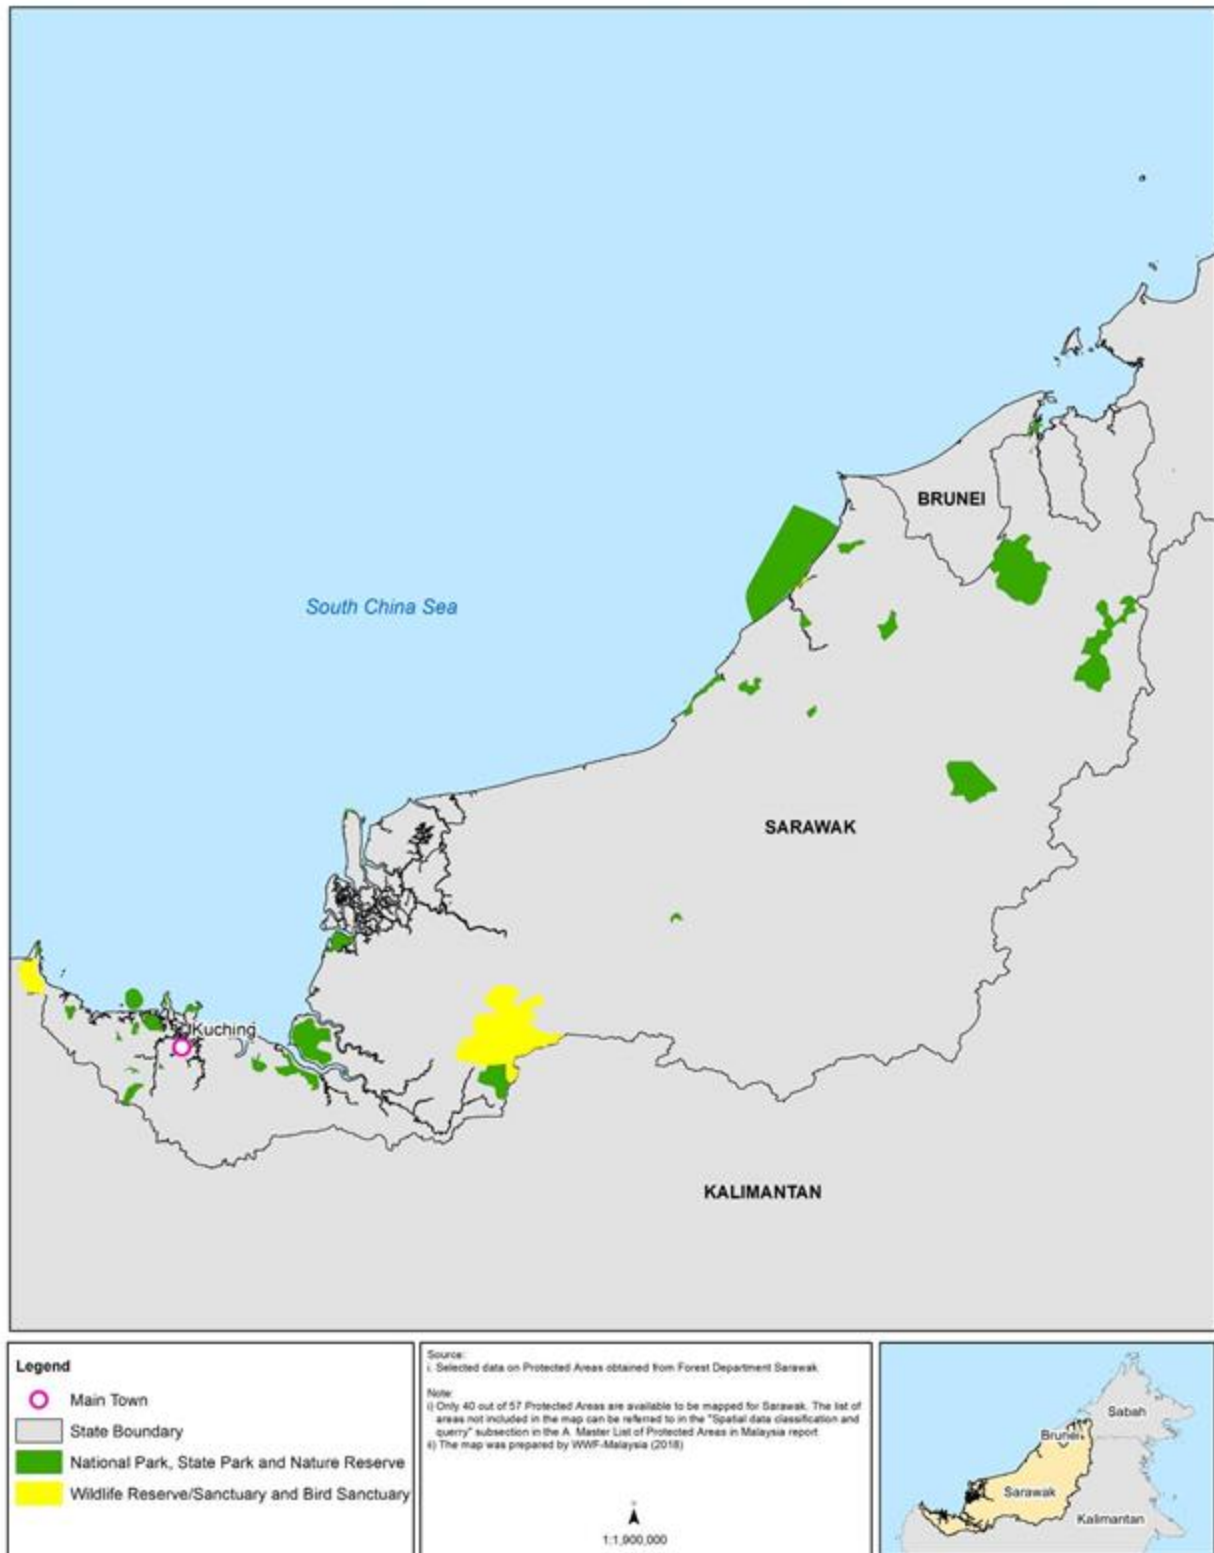 BRUNEI
South China Sea
SARAWAK
Kuching
KALIMANTAN
Legend
Main Town
State Boundary
National Park, State Park and Nature Reserve
Wildlife Reserve/Sanctuary and Bird Sanctuary
Source:
i. Selected data on Protected Areas obtained from Forest Department Sarawak
Note:
i) Only 40 out of 57 Protected Areas are available to be mapped for Sarawak. The list of
areas not included in the map can be referred to in the "Spatial data classification and
querry" subsection in the A Master List of Protected Areas in Malaysia report
ii) The map was prepared by WWF-Malaysia (2018)
1:1,900,000
Sabah
Brunei
Sarawak
Kalimantan